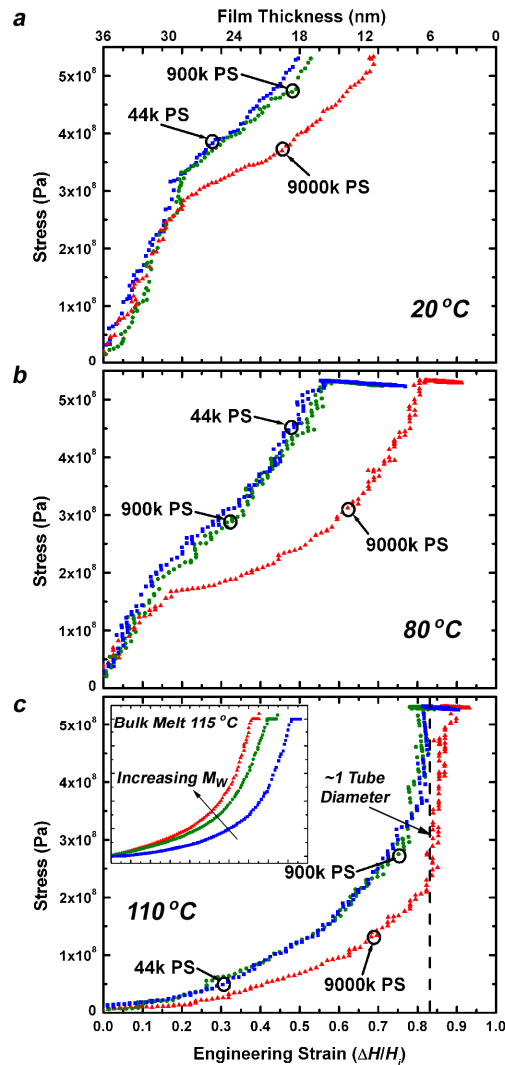 a
Film Thickness (nm)
36 30 24 18 12 6 0
5x10⁸
4x10⁸
3x10⁸
2x10⁸
1x10⁸
0
Stress (Pa)
900k PS
44k PS
9000k PS
20 °C
b
5x10⁸
4x10⁸
3x10⁸
2x10⁸
1x10⁸
0
Stress (Pa)
44k PS
900k PS
9000k PS
80 °C
c
5x10⁸
4x10⁸
3x10⁸
2x10⁸
1x10⁸
0
Stress (Pa)
Bulk Melt 115 °C
Increasing M_W
~1 Tube
Diameter
900
900k PS
110 °C
44k PS
9000k PS
0.0 0.1 0.2 0.3 0.4 0.5 0.6 0.7 0.8 0.9 1.0
Engineering Strain (ΔH/H_i)